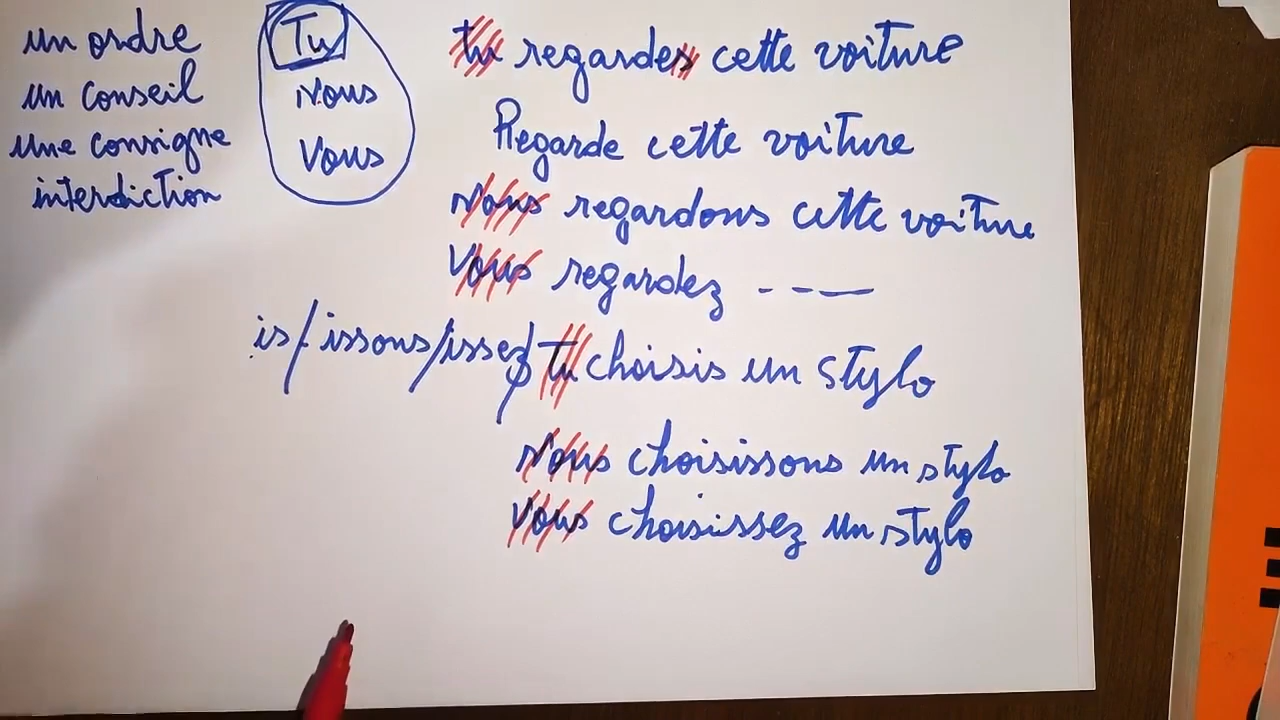 un ordre
un conseil
une consigne
interdiction
Tu
Nous
Vous
tu regardes cette voiture
Regarde cette voiture
Nous regardons cette voiture
Vous regardez - - —
is/issons/issez/ Tu choisis un stylo
Nous choisissons un stylo
Vous choisissez un stylo